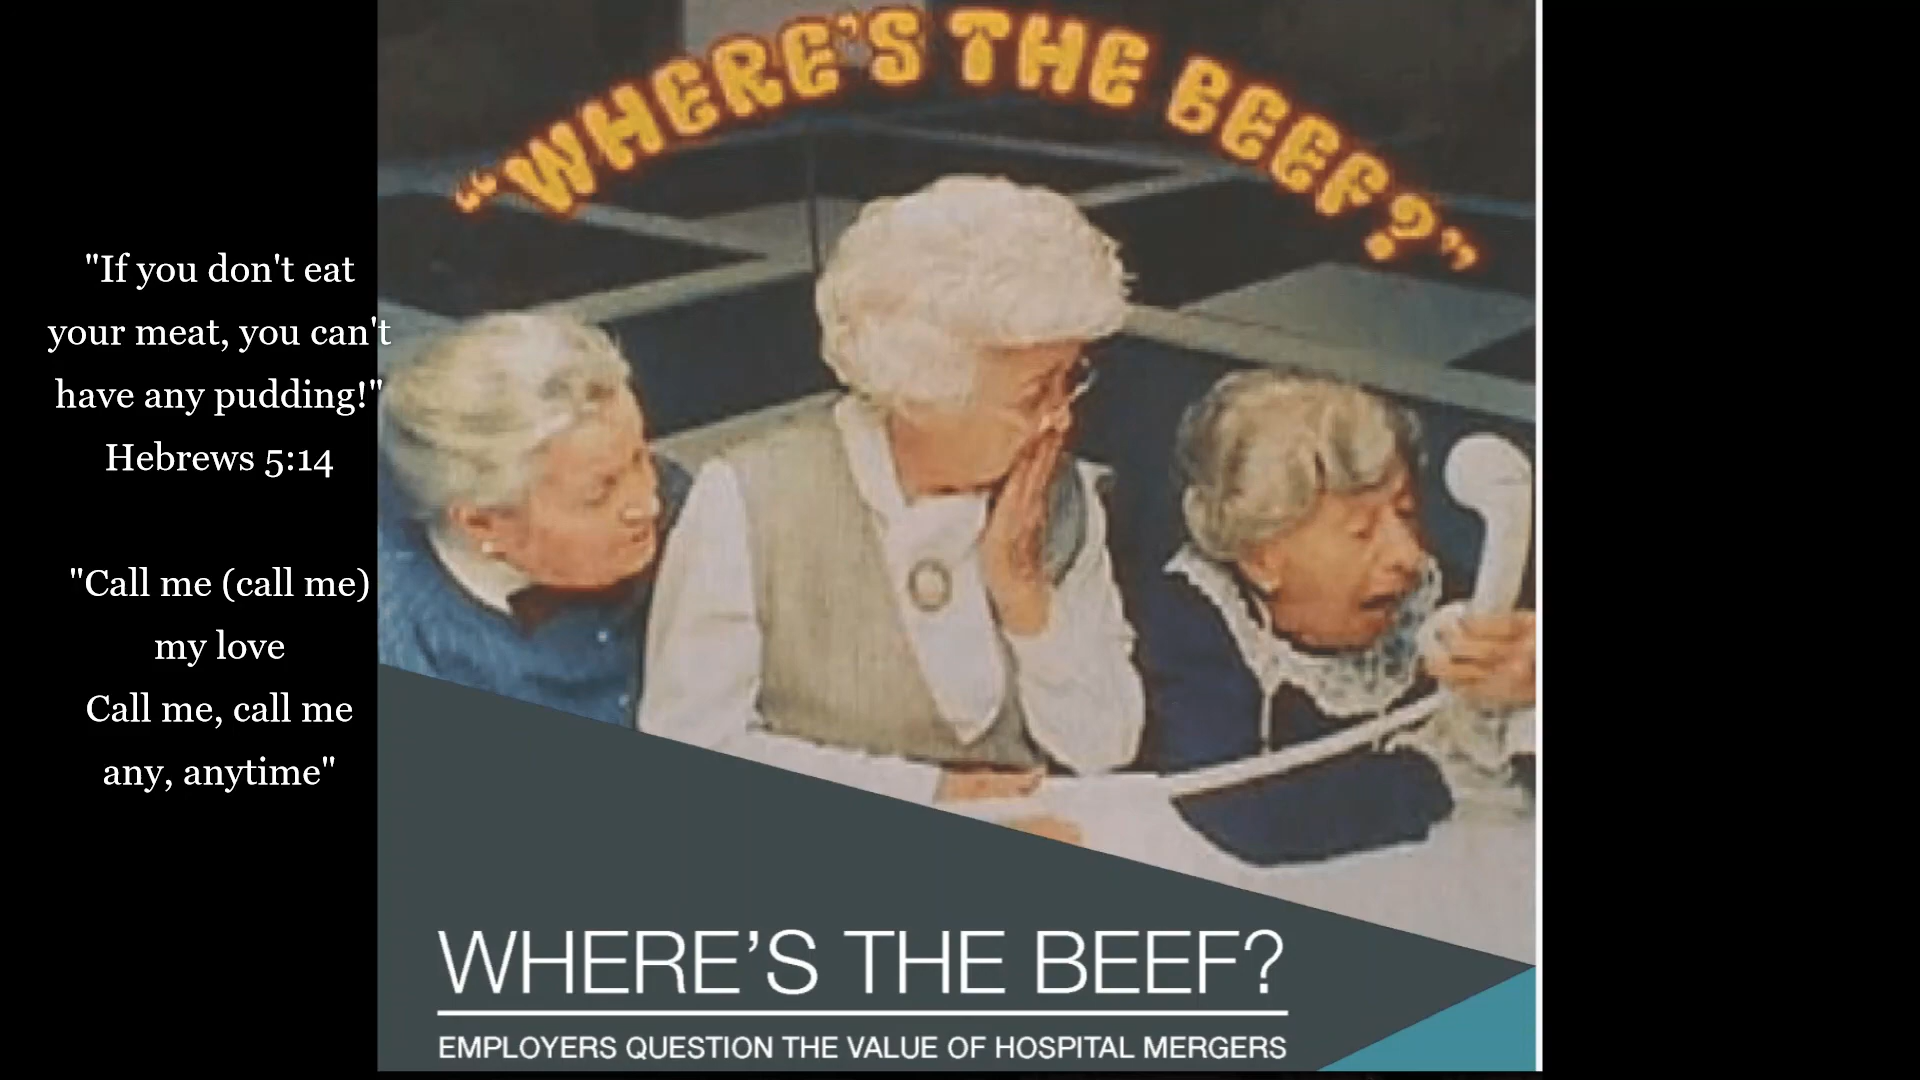 “WHERE’S THE BEEF?”
"If you don't eat
your meat, you can't
have any pudding!"
Hebrews 5:14
"Call me (call me)
my love
Call me, call me
any, anytime"
WHERE’S THE BEEF?
EMPLOYERS QUESTION THE VALUE OF HOSPITAL MERGERS